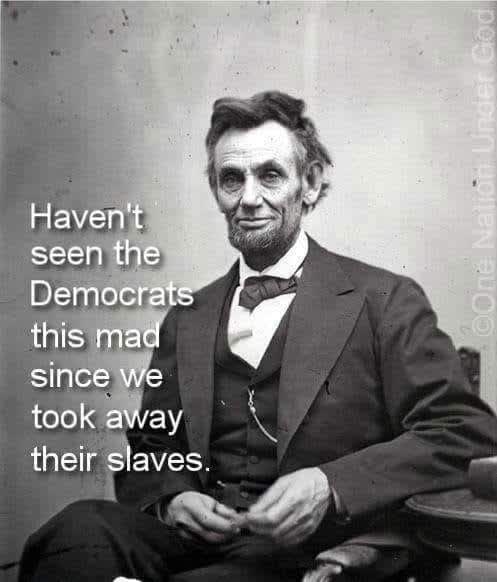 Haven't
seen the
Democrats
this mad
since we
took away
their slaves.
©One Nation Under God